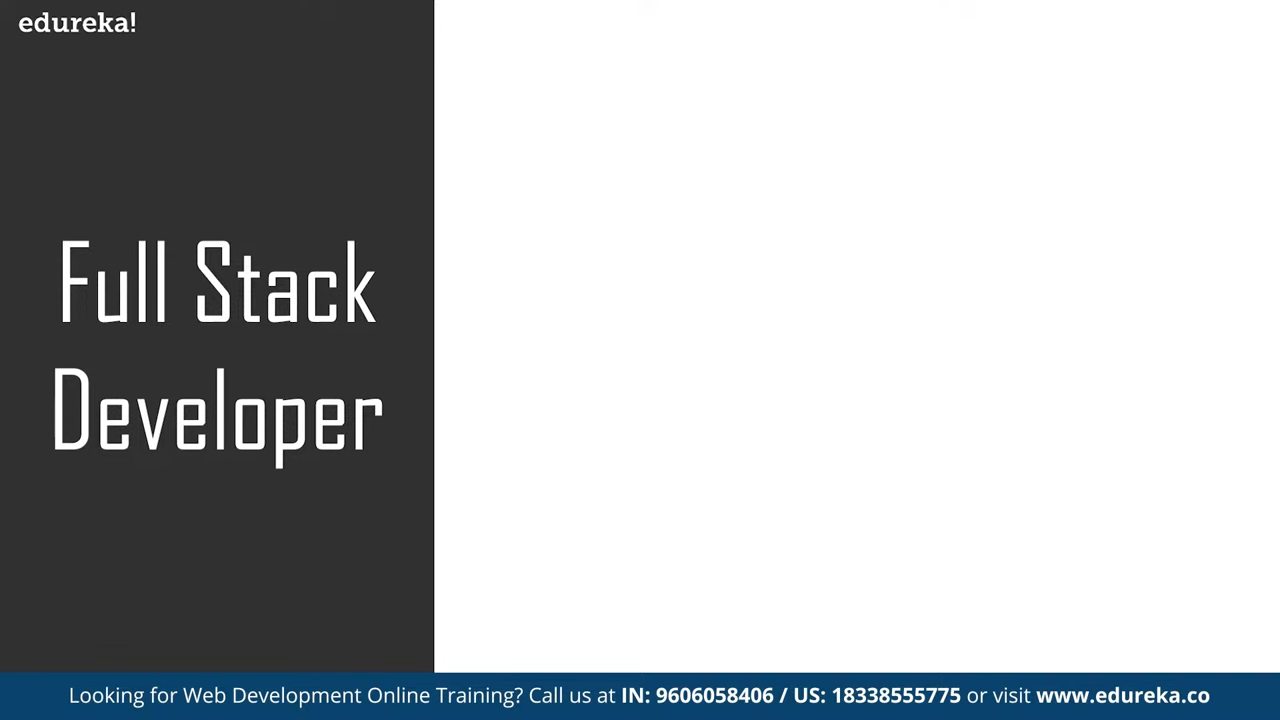 edureka!
Full Stack
Developer
Looking for Web Development Online Training? Call us at IN: 9606058406 / US: 18338555775 or visit www.edureka.co